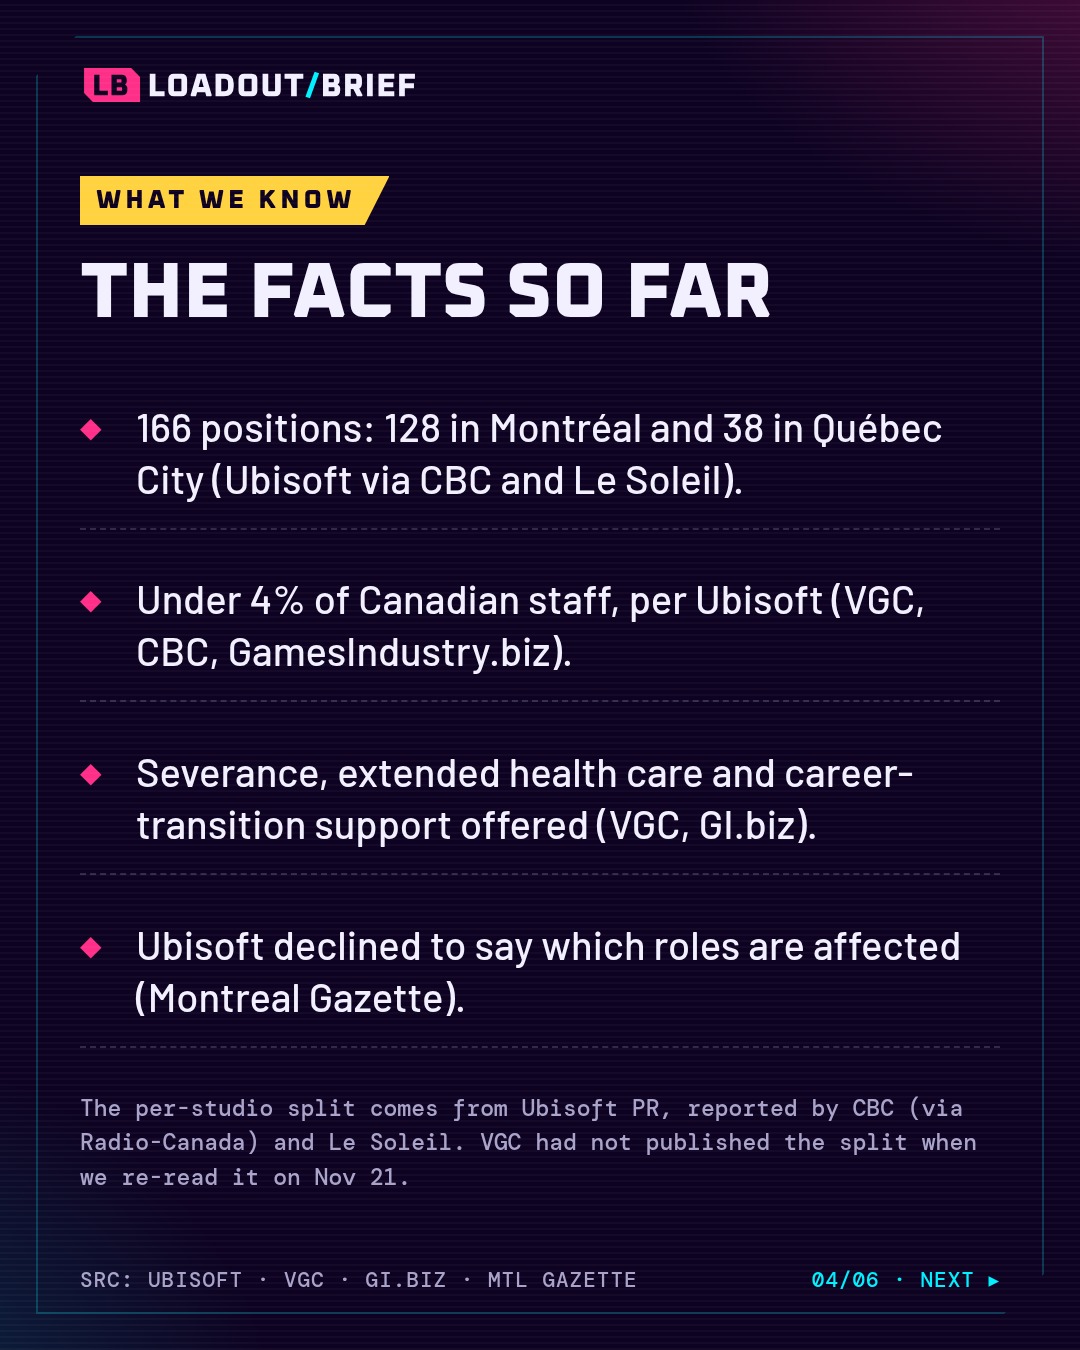 LB LOADOUT/BRIEF
WHAT WE KNOW
THE FACTS SO FAR
◆ 166 positions: 128 in Montréal and 38 in Québec
City (Ubisoft via CBC and Le Soleil).
◆ Under 4% of Canadian staff, per Ubisoft (VGC,
CBC, GamesIndustry.biz).
◆ Severance, extended health care and career-
transition support offered (VGC, GI.biz).
◆ Ubisoft declined to say which roles are affected
(Montreal Gazette).
The per-studio split comes from Ubisoft PR, reported by CBC (via
Radio-Canada) and Le Soleil. VGC had not published the split when
we re-read it on Nov 21.
SRC: UBISOFT · VGC · GI.BIZ · MTL GAZETTE
04/06 · NEXT ▶